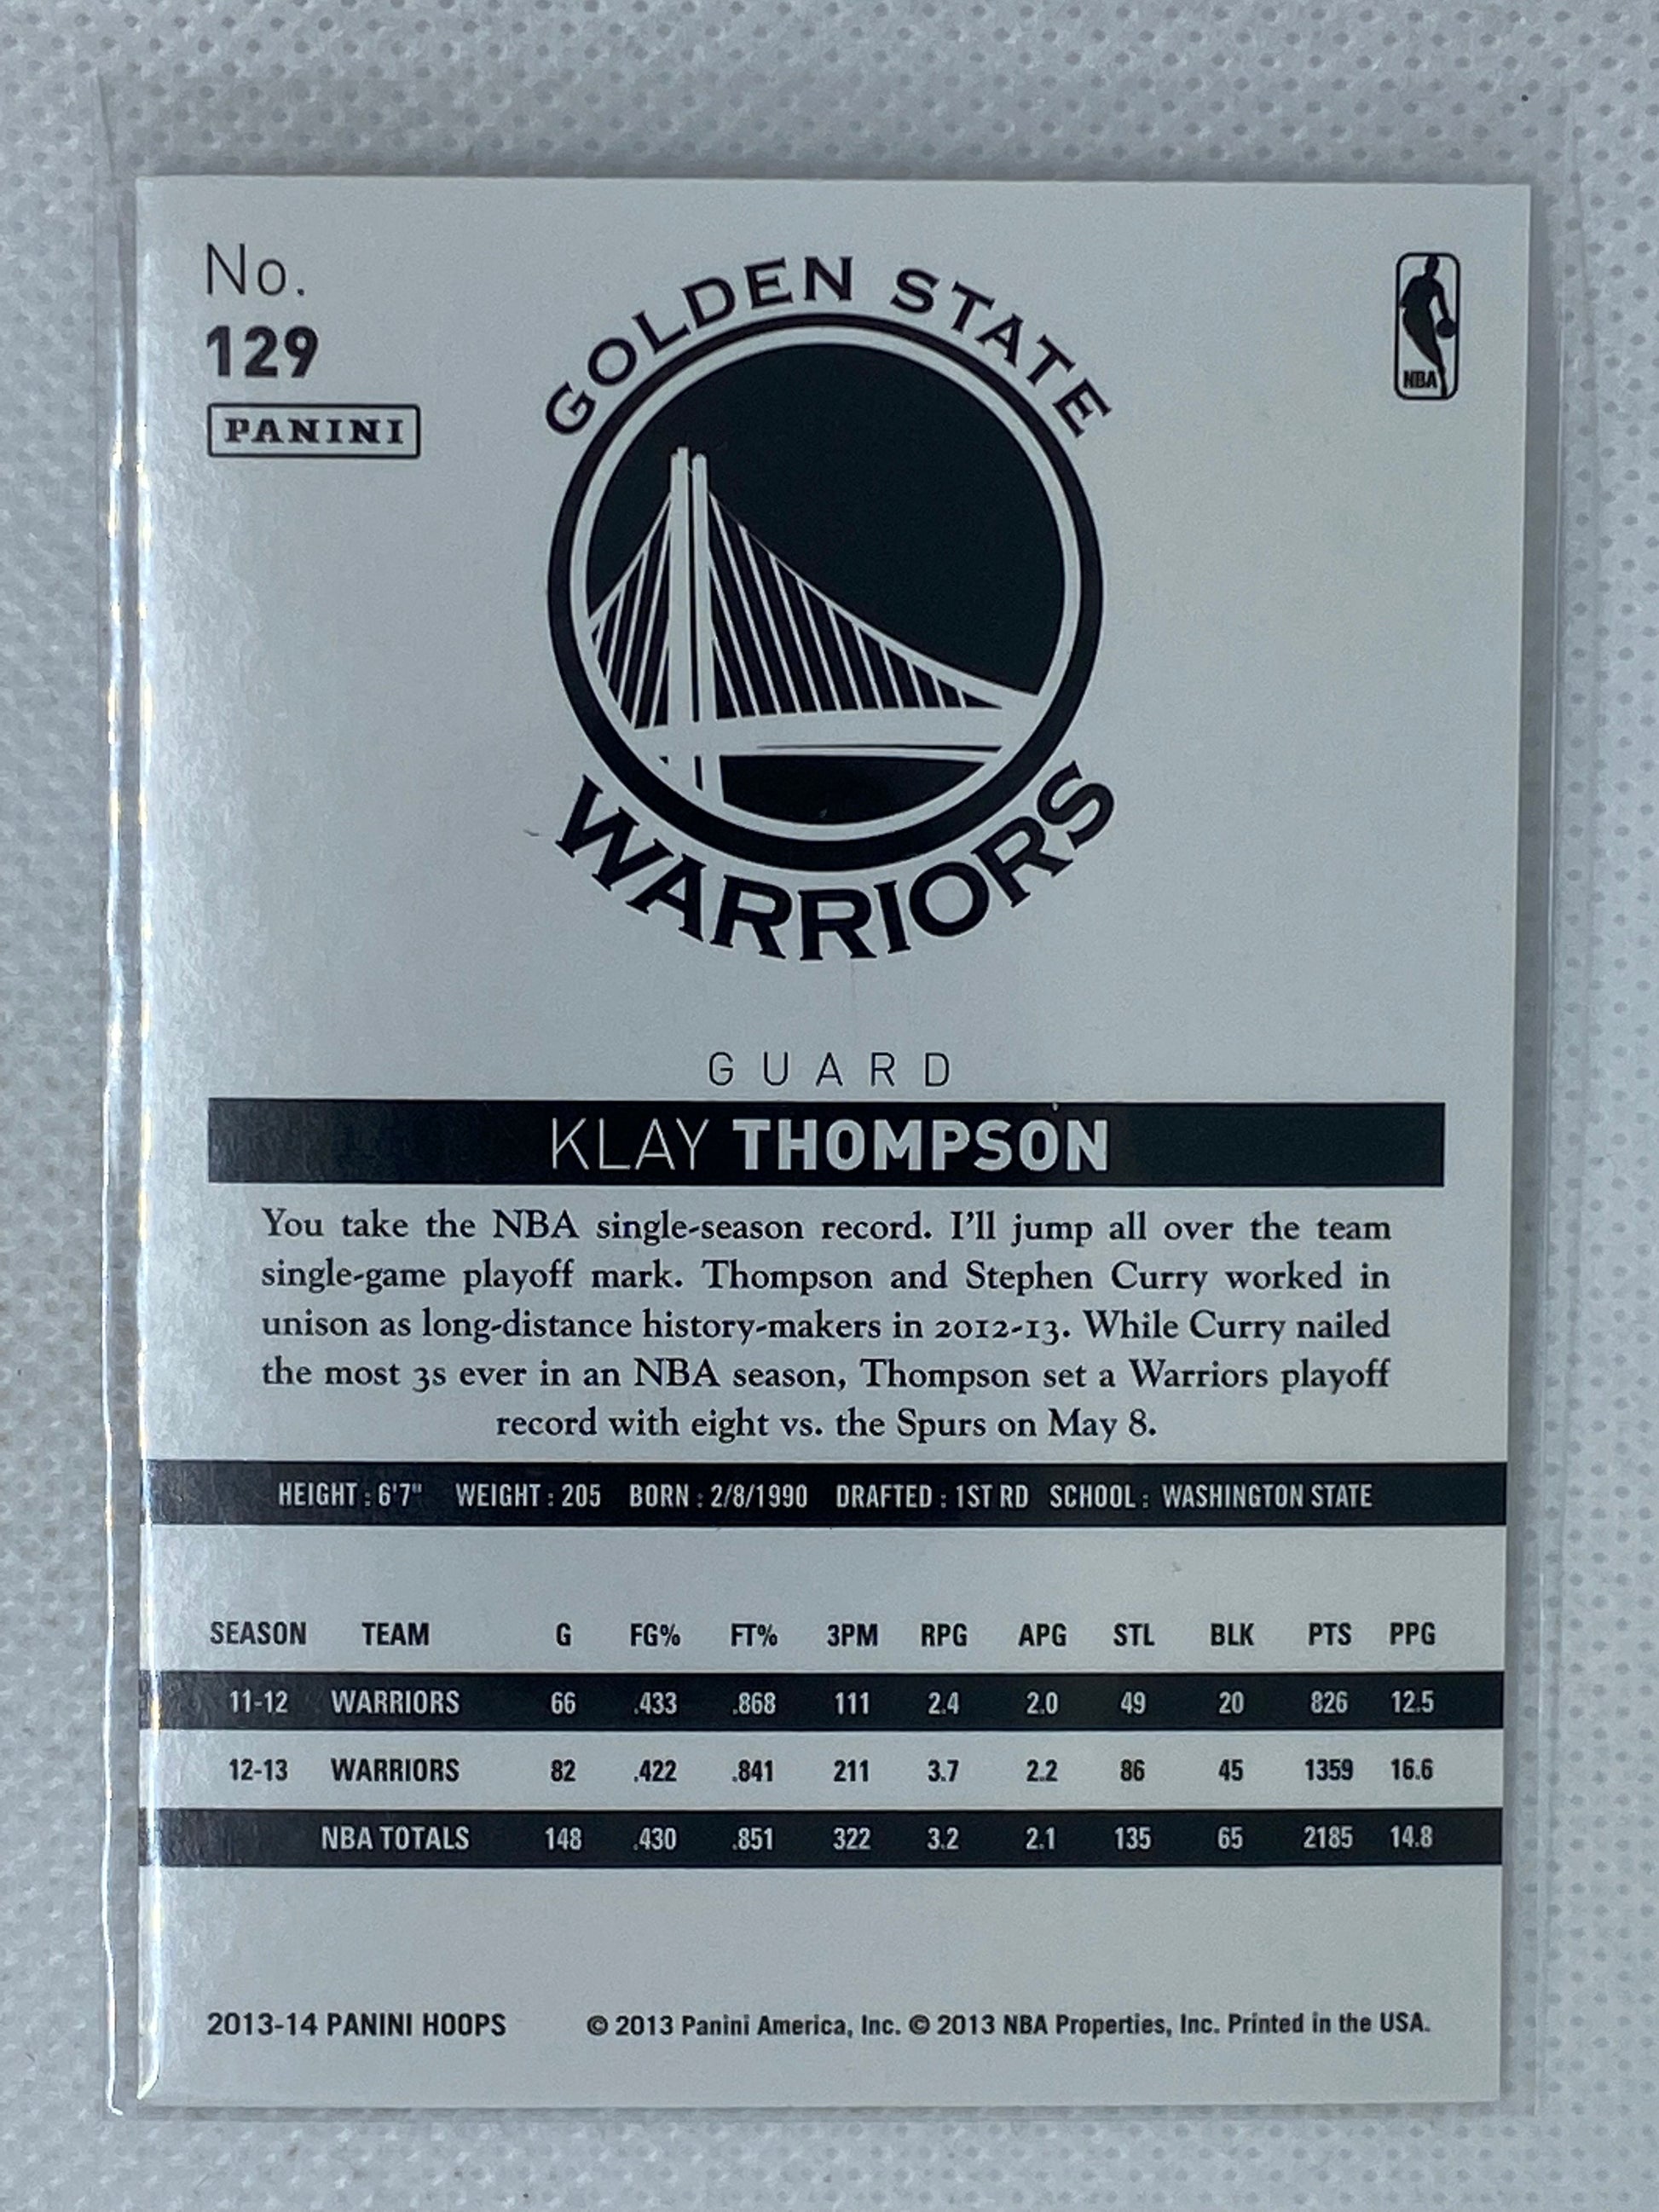 No.
129
PANINI
GOLDEN STATE
WARRIORS
NBA
GUARD
KLAY THOMPSON
You take the NBA single-season record. I'll jump all over the team
single-game playoff mark. Thompson and Stephen Curry worked in
unison as long-distance history-makers in 2012-13. While Curry nailed
the most 3s ever in an NBA season, Thompson set a Warriors playoff
record with eight vs. the Spurs on May 8.
HEIGHT : 6'7" WEIGHT : 205 BORN : 2/8/1990 DRAFTED : 1ST RD SCHOOL : WASHINGTON STATE
SEASON TEAM G FG% FT% 3PM RPG APG STL BLK PTS PPG
11-12 WARRIORS 66 .433 .868 111 2.4 2.0 49 20 826 12.5
12-13 WARRIORS 82 .422 .841 211 3.7 2.2 86 45 1359 16.6
NBA TOTALS 148 .430 .851 322 3.2 2.1 135 65 2185 14.8
2013-14 PANINI HOOPS © 2013 Panini America, Inc. © 2013 NBA Properties, Inc. Printed in the USA.